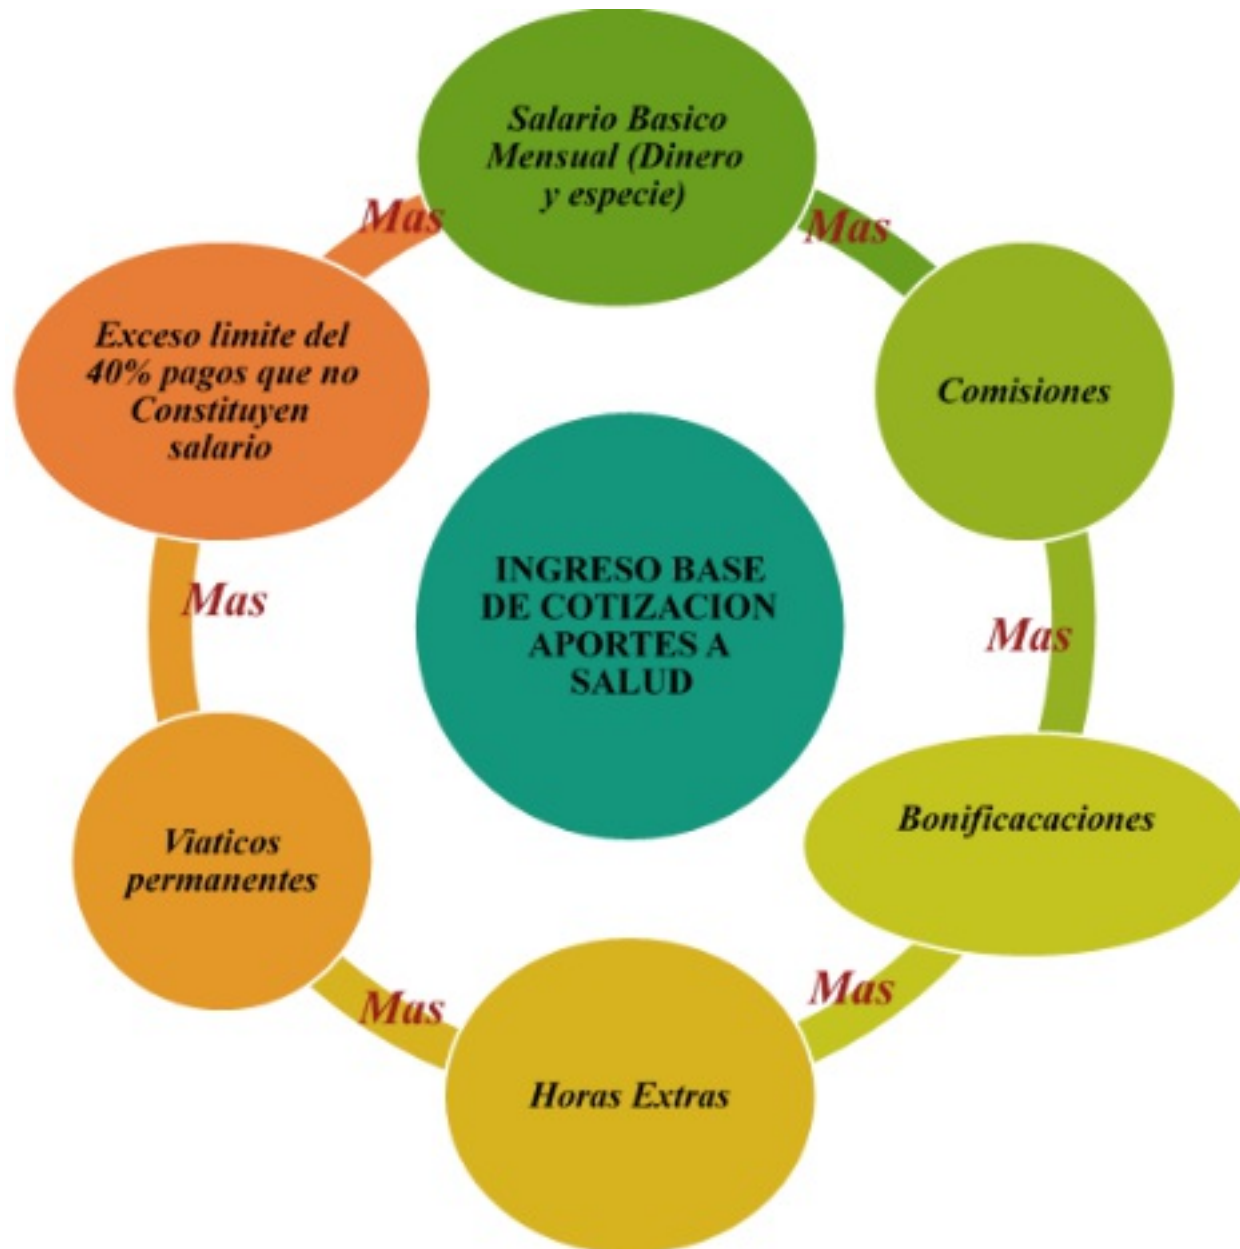 Salario Basico
Mensual (Dinero
y especie)
Mas
Comisiones
Mas
Bonificacaciones
Mas
Horas Extras
Mas
Viaticos
permanentes
Mas
Exceso limite del
40% pagos que no
Constituyen
salario
Mas
INGRESO BASE
DE COTIZACION
APORTES A
SALUD